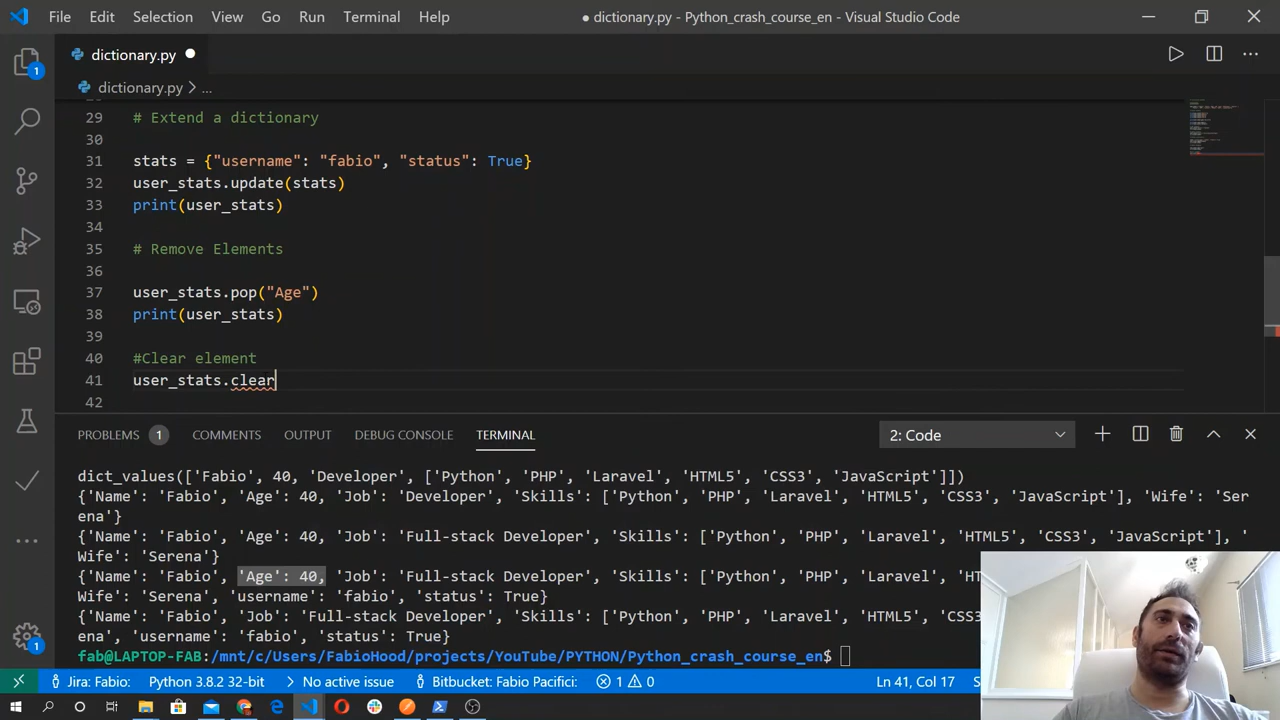 File Edit Selection View Go Run Terminal Help ● dictionary.py - Python_crash_course_en - Visual Studio Code
dictionary.py ●
dictionary.py > ...
29 # Extend a dictionary
30
31 stats = {"username": "fabio", "status": True}
32 user_stats.update(stats)
33 print(user_stats)
34
35 # Remove Elements
36
37 user_stats.pop("Age")
38 print(user_stats)
39
40 #Clear element
41 user_stats.clear
42
PROBLEMS 1 COMMENTS OUTPUT DEBUG CONSOLE TERMINAL 2: Code
dict_values(['Fabio', 40, 'Developer', ['Python', 'PHP', 'Laravel', 'HTML5', 'CSS3', 'JavaScript']])
{'Name': 'Fabio', 'Age': 40, 'Job': 'Developer', 'Skills': ['Python', 'PHP', 'Laravel', 'HTML5', 'CSS3', 'JavaScript'], 'Wife': 'Ser
ena'}
{'Name': 'Fabio', 'Age': 40, 'Job': 'Full-stack Developer', 'Skills': ['Python', 'PHP', 'Laravel', 'HTML5', 'CSS3', 'JavaScript'], '
Wife': 'Serena'}
{'Name': 'Fabio', 'Age': 40, 'Job': 'Full-stack Developer', 'Skills': ['Python', 'PHP', 'Laravel', 'HT
Wife': 'Serena', 'username': 'fabio', 'status': True}
{'Name': 'Fabio', 'Job': 'Full-stack Developer', 'Skills': ['Python', 'PHP', 'Laravel', 'HTML5', 'CSS3
ena', 'username': 'fabio', 'status': True}
fab@LAPTOP-FAB:/mnt/c/Users/FabioHood/projects/YouTube/PYTHON/Python_crash_course_en$
Jira: Fabio: Python 3.8.2 32-bit No active issue Bitbucket: Fabio Pacifici: 1 0 Ln 41, Col 17 S